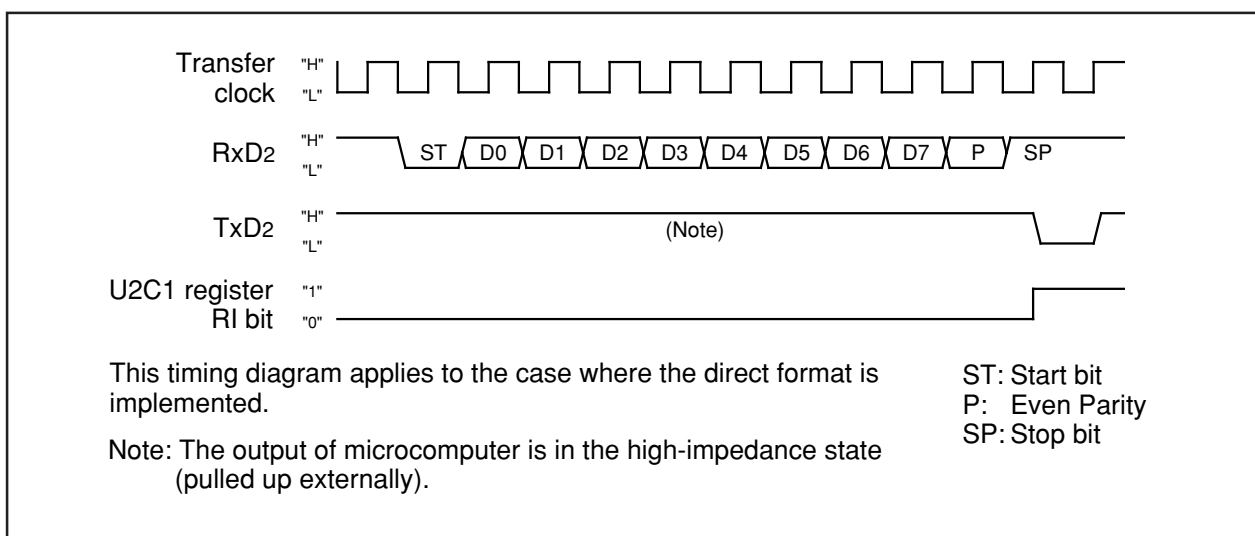 Transfer clock "H" "L"
RxD2 "H" "L" ST D0 D1 D2 D3 D4 D5 D6 D7 P SP
TxD2 "H" "L" (Note)
U2C1 register RI bit "1" "0"
This timing diagram applies to the case where the direct format is
implemented.
Note: The output of microcomputer is in the high-impedance state
(pulled up externally).
ST: Start bit
P: Even Parity
SP: Stop bit